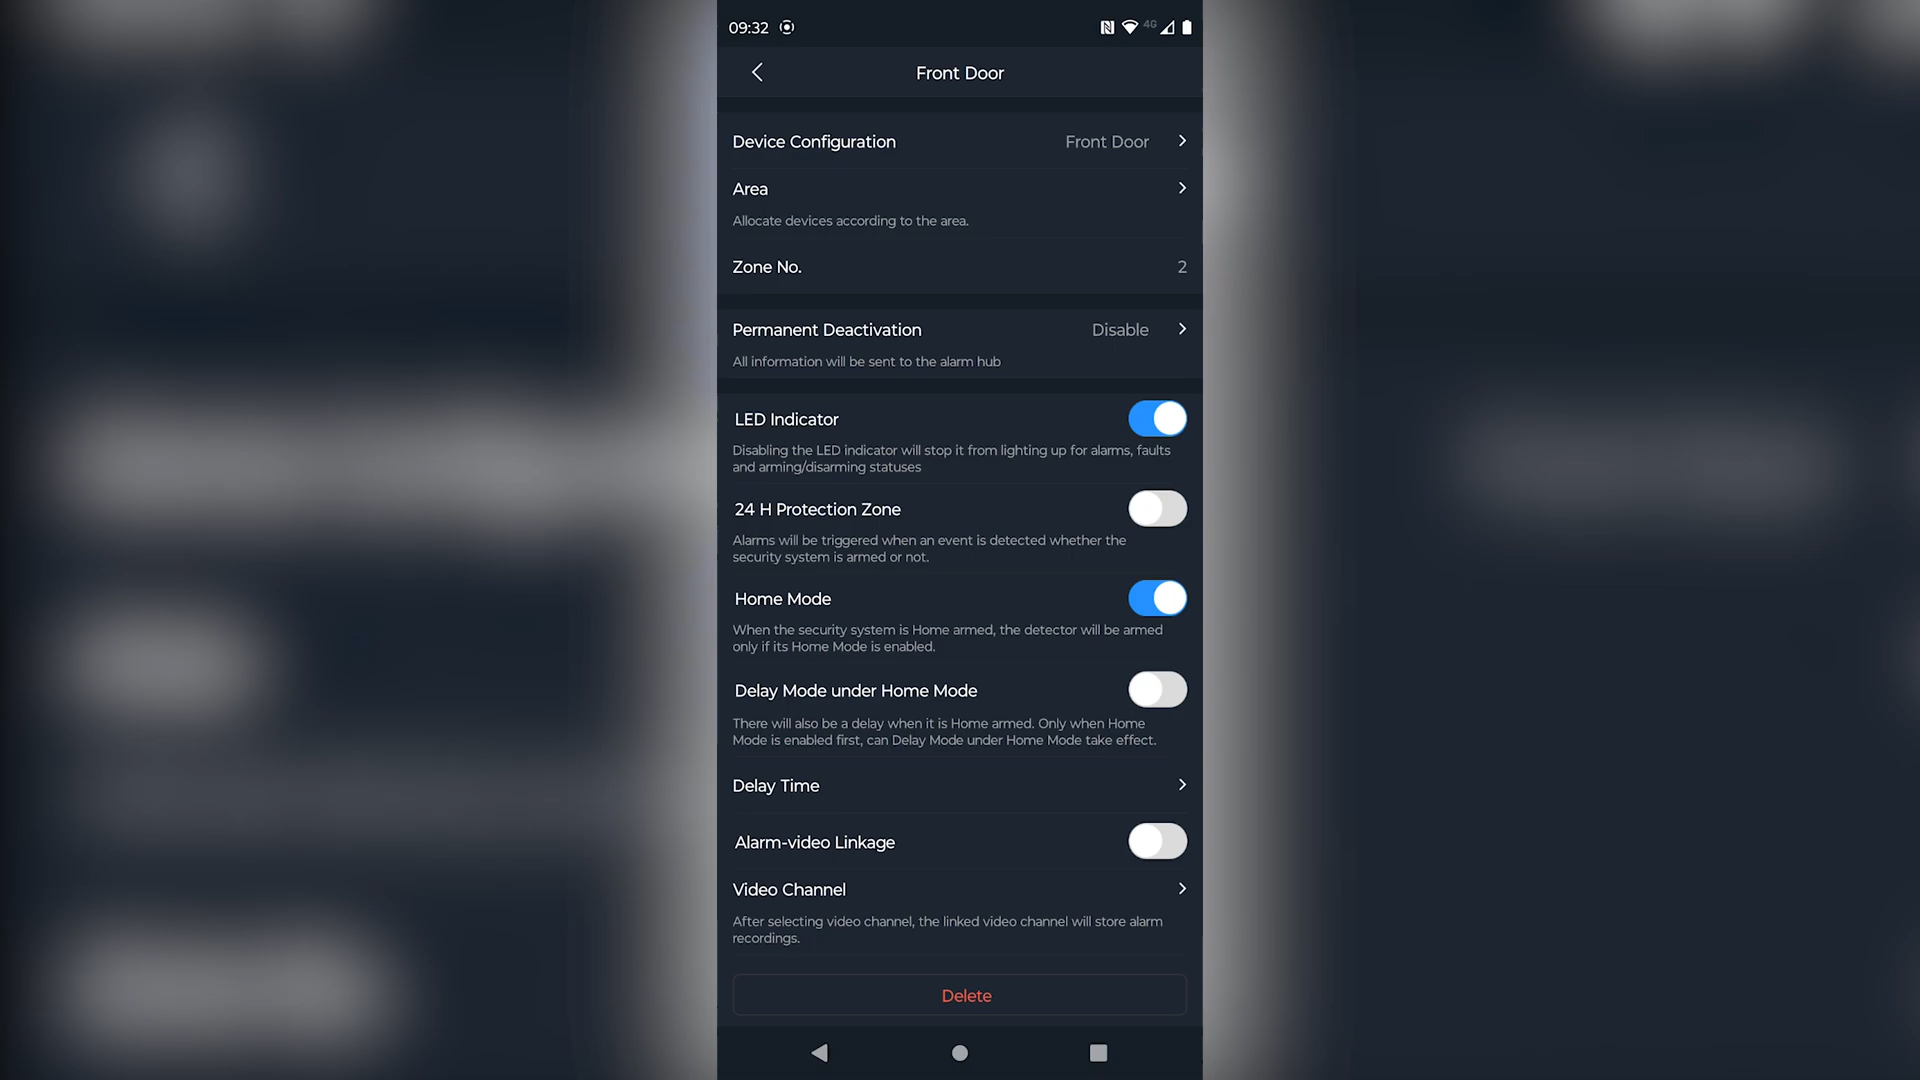 09:32
4G
Front Door
Device Configuration Front Door
Area
Allocate devices according to the area.
Zone No. 2
Permanent Deactivation Disable
All information will be sent to the alarm hub
LED Indicator
Disabling the LED indicator will stop it from lighting up for alarms, faults
and arming/disarming statuses
24 H Protection Zone
Alarms will be triggered when an event is detected whether the
security system is armed or not.
Home Mode
When the security system is Home armed, the detector will be armed
only if its Home Mode is enabled.
Delay Mode under Home Mode
There will also be a delay when it is Home armed. Only when Home
Mode is enabled first, can Delay Mode under Home Mode take effect.
Delay Time
Alarm-video Linkage
Video Channel
After selecting video channel, the linked video channel will store alarm
recordings.
Delete